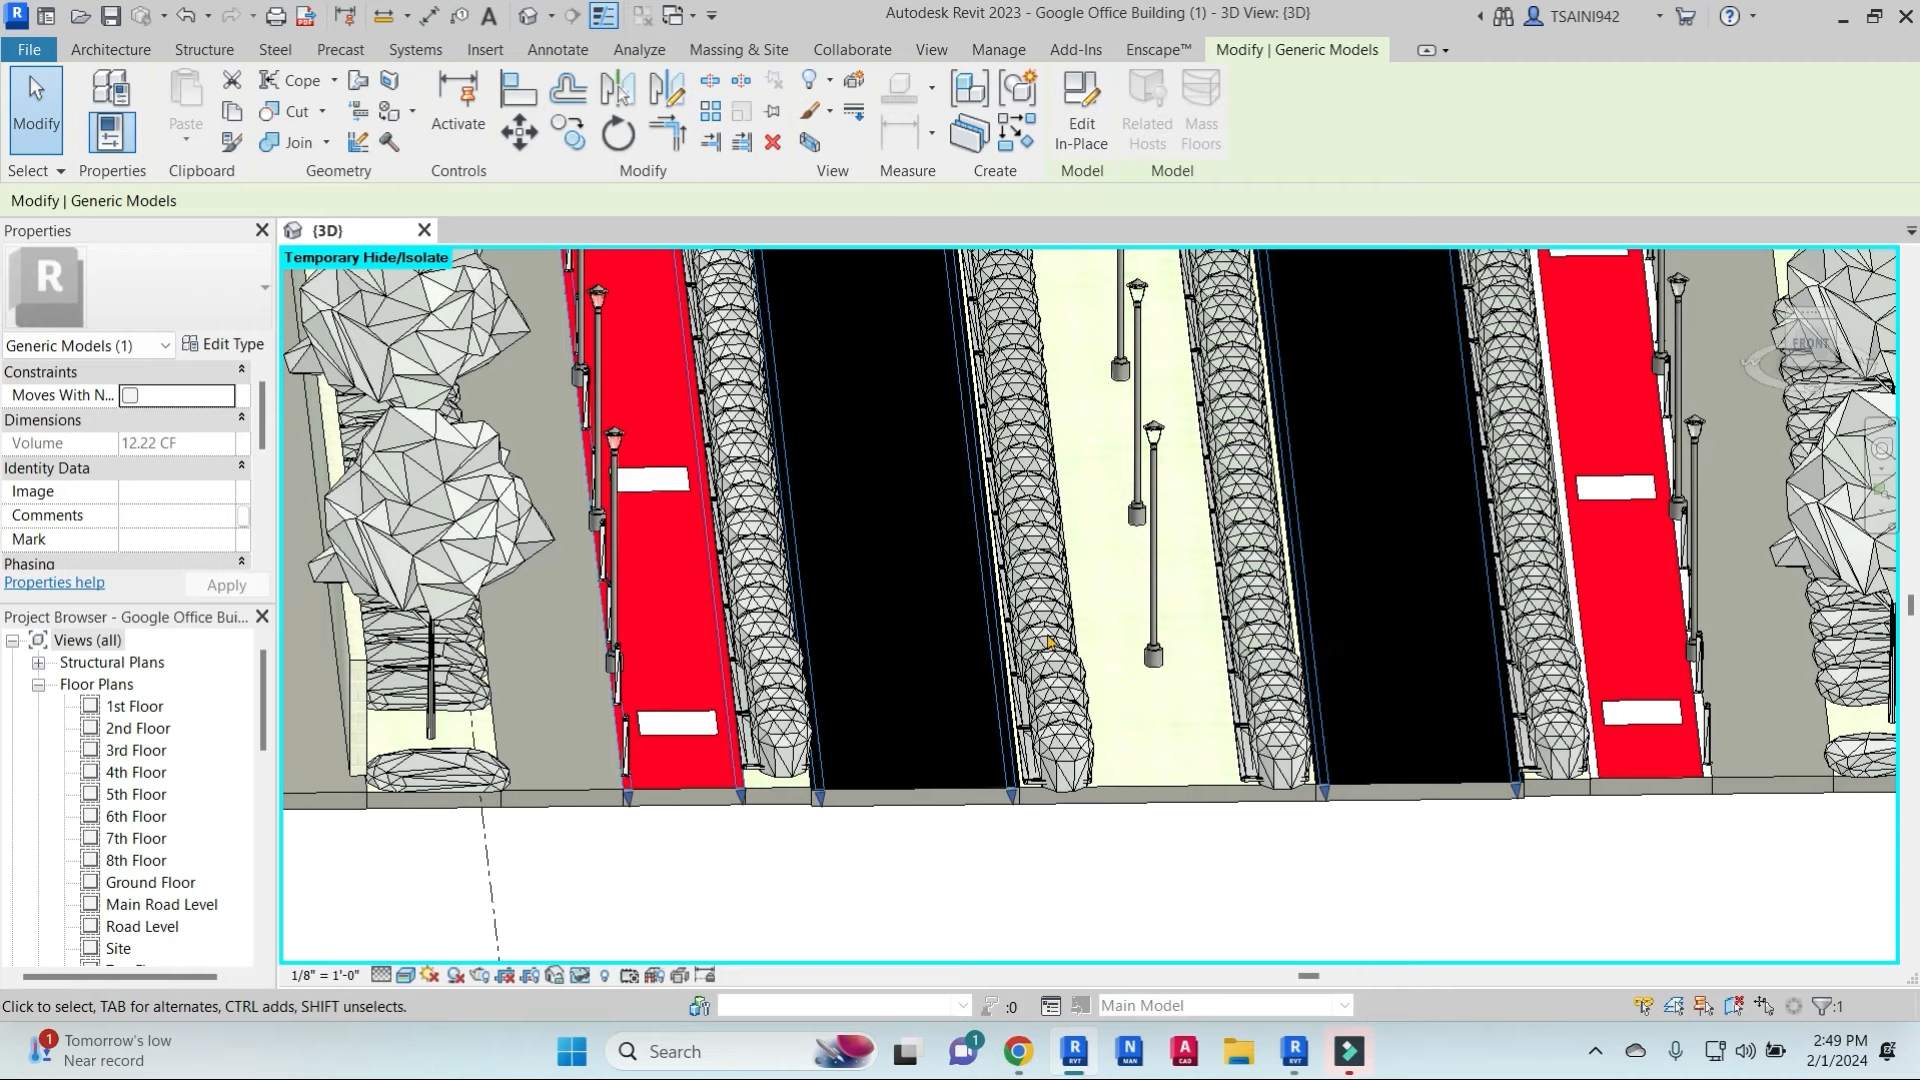 Autodesk Revit 2023 - Google Office Building (1) - 3D View: {3D}
TSAINI942
File
Architecture
Structure
Steel
Precast
Systems
Insert
Annotate
Analyze
Massing & Site
Collaborate
View
Manage
Add-Ins
Enscape™
Modify | Generic Models
Modify
Paste
Cope
Cut
Join
Activate
Edit
In-Place
Related
Hosts
Mass
Floors
Select
Properties
Clipboard
Geometry
Controls
Modify
View
Measure
Create
Model
Model
Modify | Generic Models
Properties
{3D}
Temporary Hide/Isolate
R
Generic Models (1)
Edit Type
Constraints
Moves With N...
Dimensions
Volume
12.22 CF
Identity Data
Image
Comments
Mark
Phasing
Properties help
Apply
FRONT
Project Browser - Google Office Bui...
Views (all)
Structural Plans
Floor Plans
1st Floor
2nd Floor
3rd Floor
4th Floor
5th Floor
6th Floor
7th Floor
8th Floor
Ground Floor
Main Road Level
Road Level
Site
1/8" = 1'-0"
Click to select, TAB for alternates, CTRL adds, SHIFT unselects.
:0
Main Model
:1
1
Tomorrow's low
Near record
Search
1
R
RVT
N
MAN
A
CAD
R
RVT
2:49 PM
2/1/2024